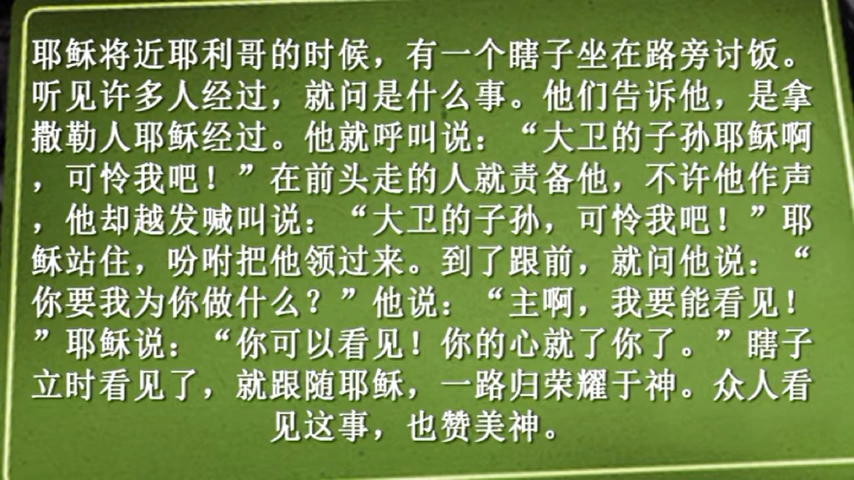 耶稣将近耶利哥的时候，有一个瞎子坐在路旁讨饭。
听见许多人经过，就问是什么事。他们告诉他，是拿
撒勒人耶稣经过。他就呼叫说：“大卫的子孙耶稣啊
，可怜我吧！”在前头走的人就责备他，不许他作声
，他却越发喊叫说：“大卫的子孙，可怜我吧！”耶
稣站住，吩咐把他领过来。到了跟前，就问他说：“
你要我为你做什么？”他说：“主啊，我要能看见！
”耶稣说：“你可以看见！你的心就了你了。”瞎子
立时看见了，就跟随耶稣，一路归荣耀于神。众人看
见这事，也赞美神。